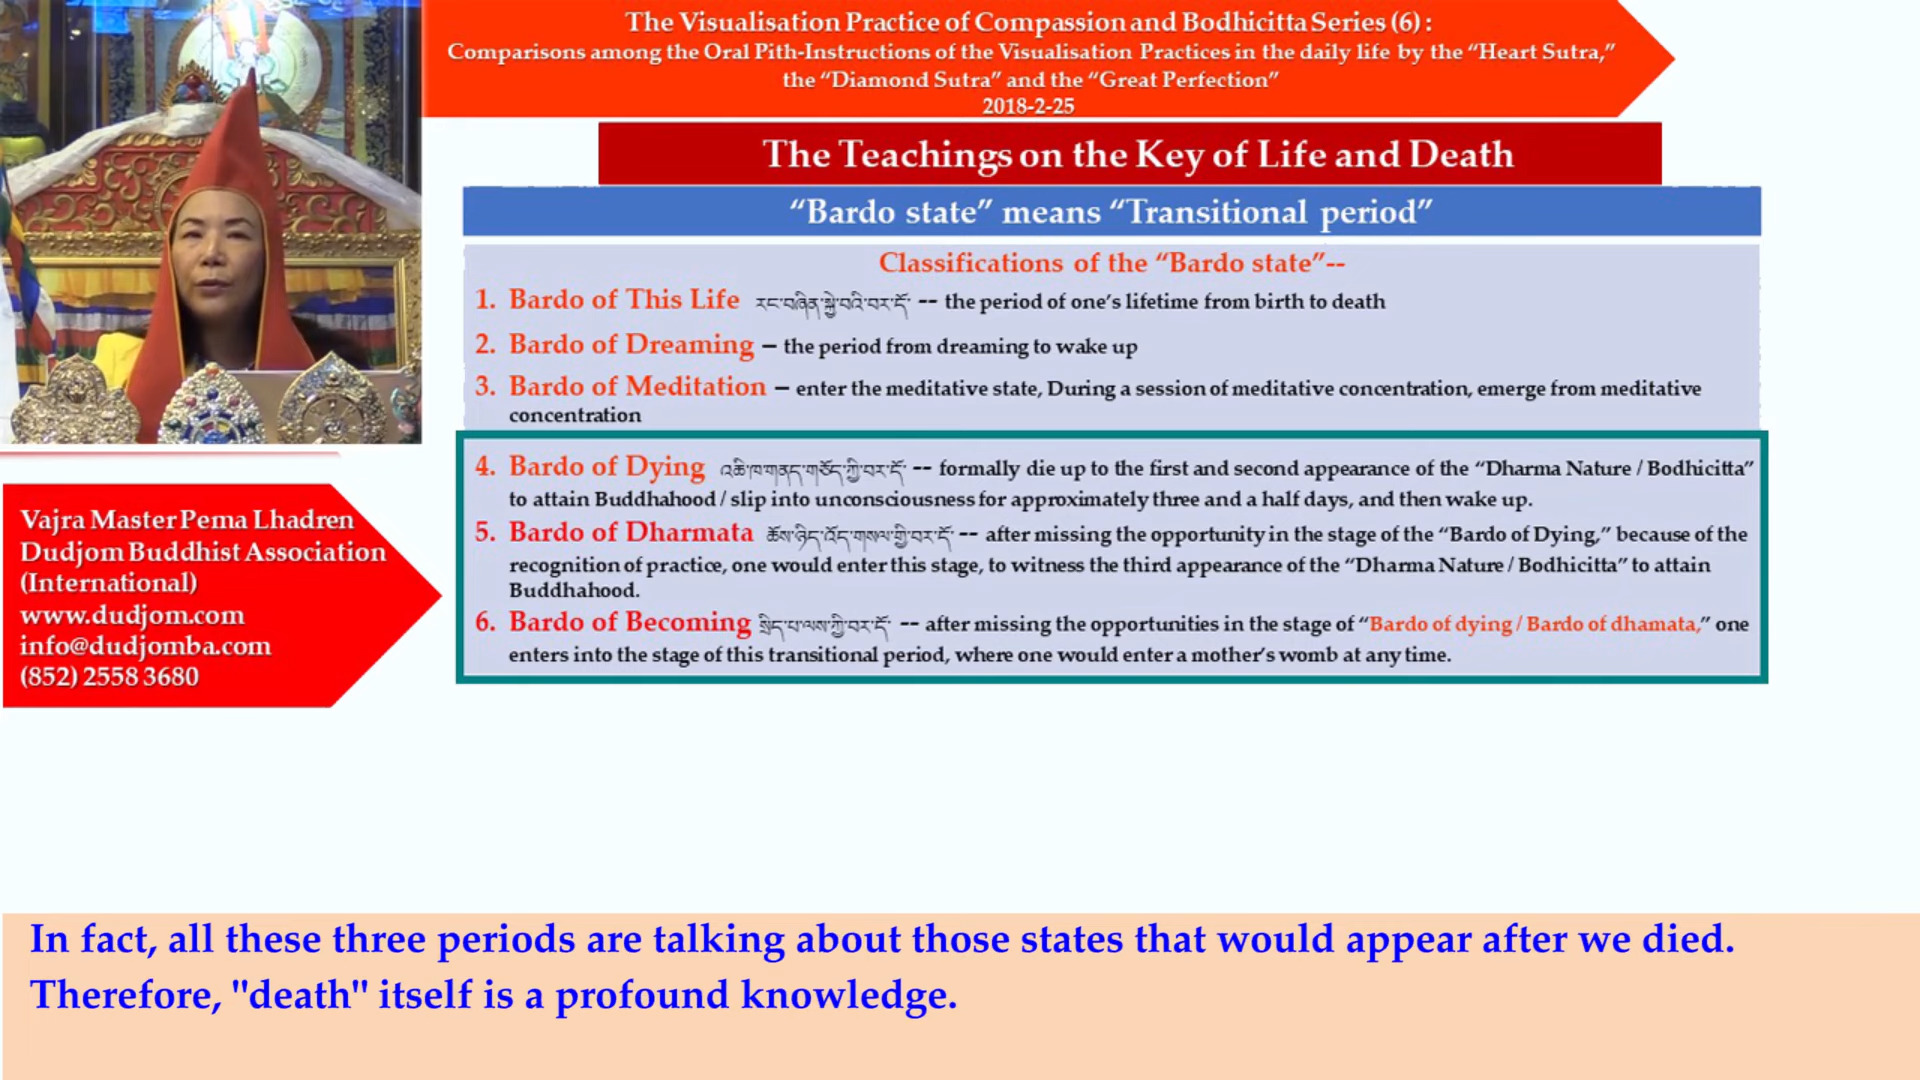 The Visualisation Practice of Compassion and Bodhicitta Series (6) :
Comparisons among the Oral Pith-Instructions of the Visualisation Practices in the daily life by the “Heart Sutra,”
the “Diamond Sutra” and the “Great Perfection”
2018-2-25
The Teachings on the Key of Life and Death
“Bardo state” means “Transitional period”
Classifications of the “Bardo state”--
1. Bardo of This Life རང་བཞིན་སྐྱེ་བའི་བར་དོ་ -- the period of one’s lifetime from birth to death
2. Bardo of Dreaming – the period from dreaming to wake up
3. Bardo of Meditation – enter the meditative state, During a session of meditative concentration, emerge from meditative
concentration
4. Bardo of Dying འཆི་ཁ་གནད་གཅོད་ཀྱི་བར་དོ་ -- formally die up to the first and second appearance of the “Dharma Nature / Bodhicitta”
to attain Buddhahood / slip into unconsciousness for approximately three and a half days, and then wake up.
5. Bardo of Dharmata ཆོས་ཉིད་འོད་གསལ་གྱི་བར་དོ་ -- after missing the opportunity in the stage of the “Bardo of Dying,” because of the
recognition of practice, one would enter this stage, to witness the third appearance of the “Dharma Nature / Bodhicitta” to attain
Buddhahood.
6. Bardo of Becoming སྲིད་པ་ལས་ཀྱི་བར་དོ་ -- after missing the opportunities in the stage of “Bardo of dying / Bardo of dhamata,” one
enters into the stage of this transitional period, where one would enter a mother’s womb at any time.
Vajra Master Pema Lhadren
Dudjom Buddhist Association
(International)
www.dudjom.com
info@dudjomba.com
(852) 2558 3680
In fact, all these three periods are talking about those states that would appear after we died.
Therefore, "death" itself is a profound knowledge.